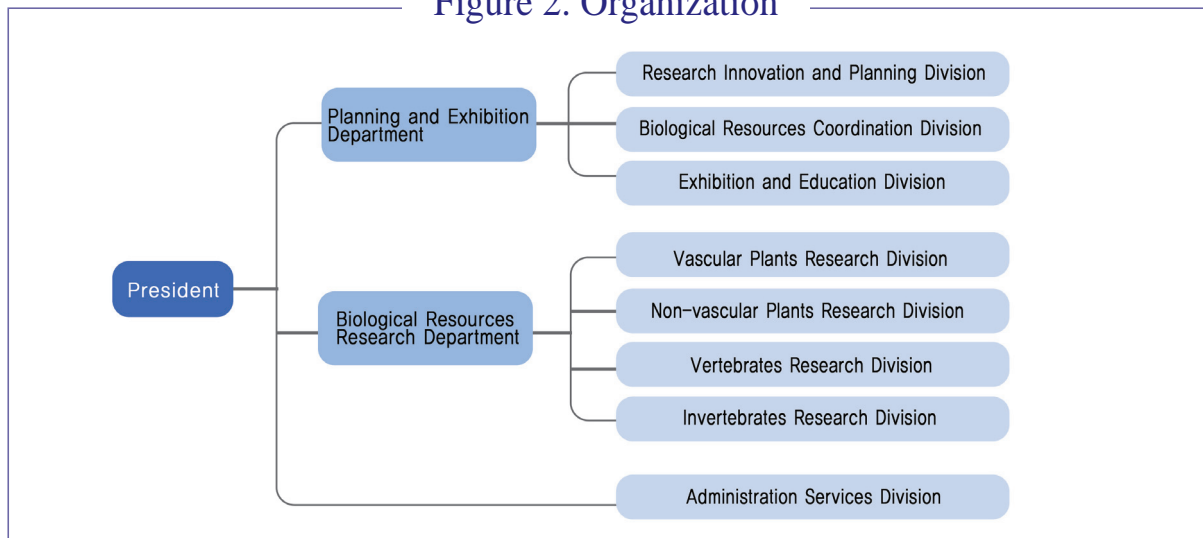 Figure 2. Organization
Research Innovation and Planning Division
Planning and Exhibition
Department
Biological Resources Coordination Division
Exhibition and Education Division
President
Vascular Plants Research Division
Biological Resources
Research Department
Non-vascular Plants Research Division
Vertebrates Research Division
Invertebrates Research Division
Administration Services Division